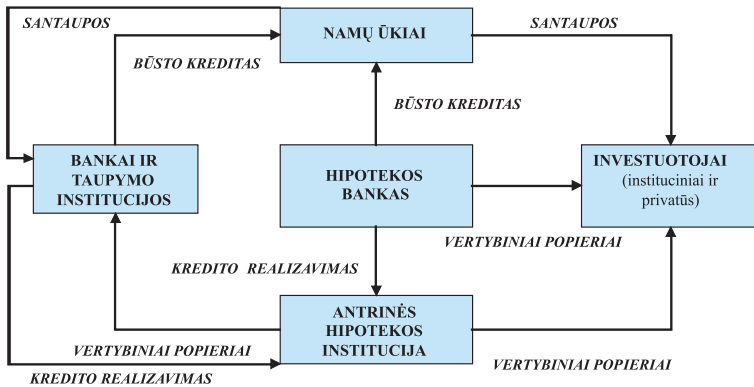 SANTAUPOS
NAMŲ ŪKIAI
SANTAUPOS
BŪSTO KREDITAS
BŪSTO KREDITAS
BANKAI IR
TAUPYMO
INSTITUCIJOS
HIPOTEKOS
BANKAS
INVESTUOTOJAI
(instituciniai ir
privatūs)
VERTYBINIAI POPIERIAI
KREDITO REALIZAVIMAS
ANTRINĖS
HIPOTEKOS
INSTITUCIJA
VERTYBINIAI POPIERIAI
VERTYBINIAI POPIERIAI
KREDITO REALIZAVIMAS